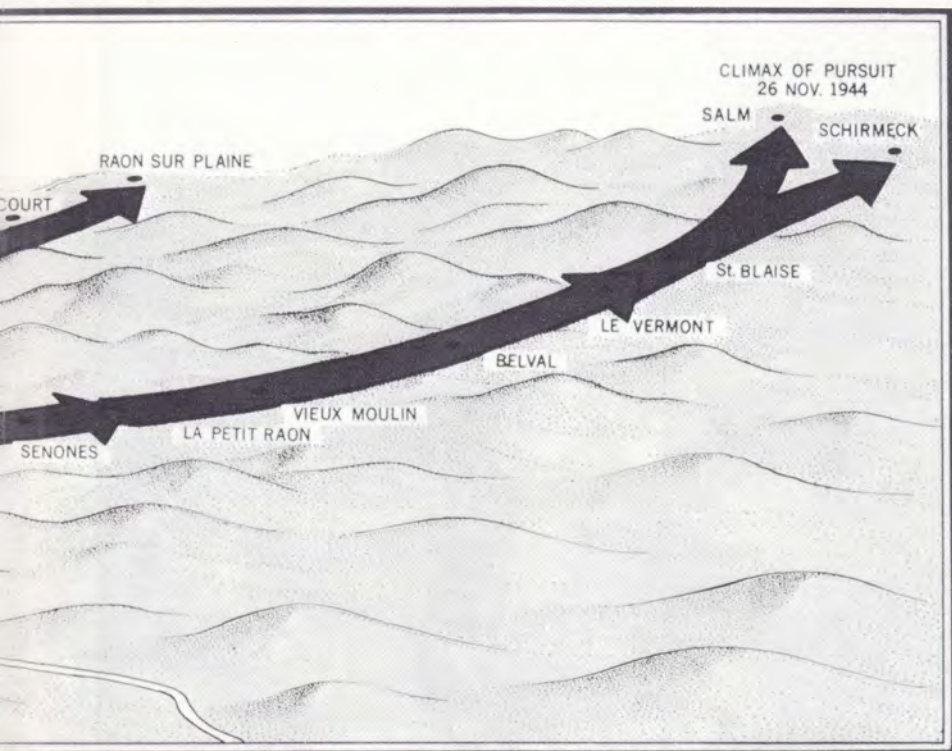 CLIMAX OF PURSUIT
26 NOV. 1944
SALM
SCHIRMECK
RAON SUR PLAINE
COURT
St. BLAISE
LE VERMONT
BELVAL
VIEUX MOULIN
LA PETIT RAON
SENONES